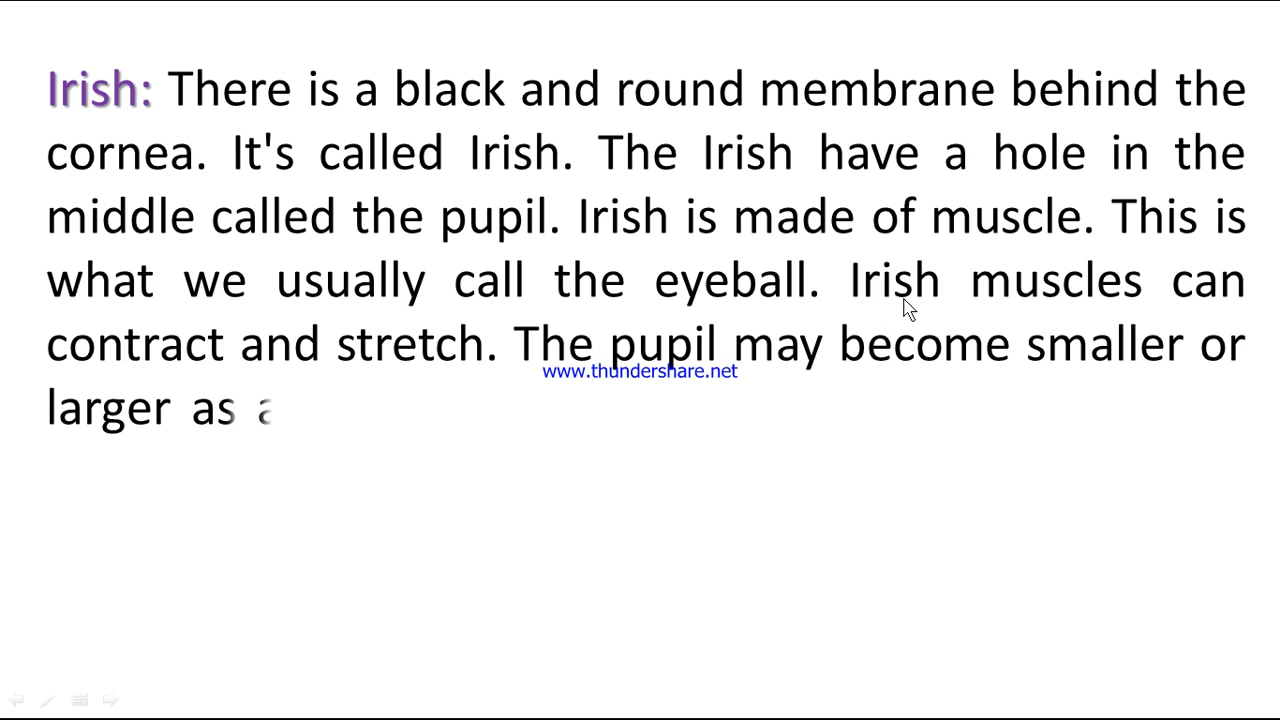 Irish: There is a black and round membrane behind the
cornea. It's called Irish. The Irish have a hole in the
middle called the pupil. Irish is made of muscle. This is
what we usually call the eyeball. Irish muscles can
contract and stretch. The pupil may become smaller or
www.thundershare.net
larger as